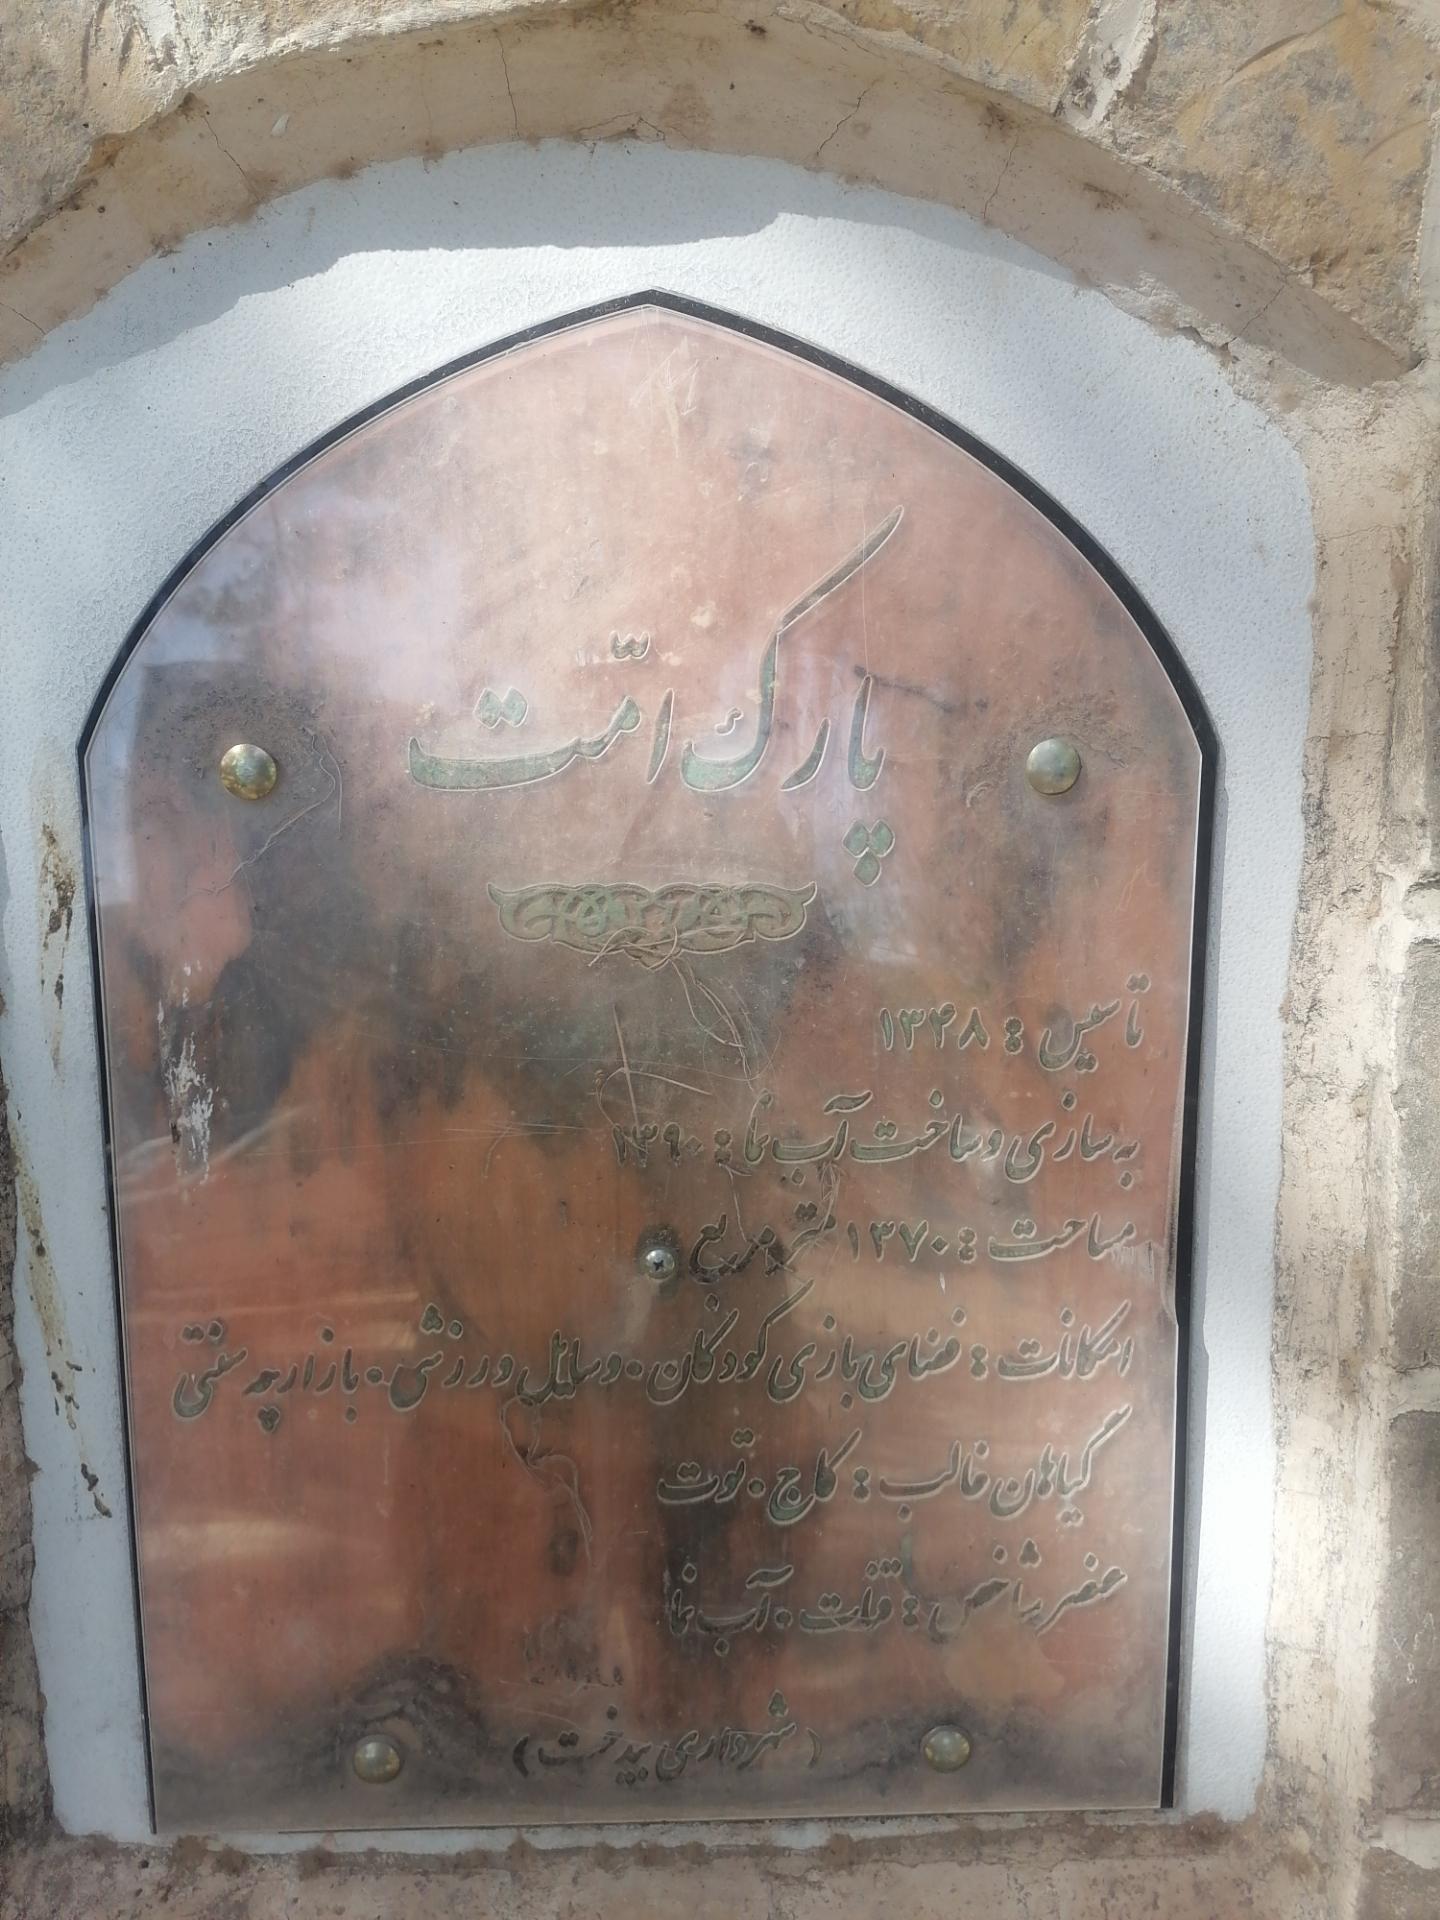 پارک امّت
تاسیس : ۱۳۴۸
به سازی و ساخت آب نما : ۱۳۹۰
مساحت : ۱۳۷۰ متر مربع
امکانات : فضای بازی کودکان . وسایل ورزشی . بازارچه سنتی
گیاهان غالب : کاج . توت
عنصر شاخص : قنات . آب نما
(شهرداری بیدخت)